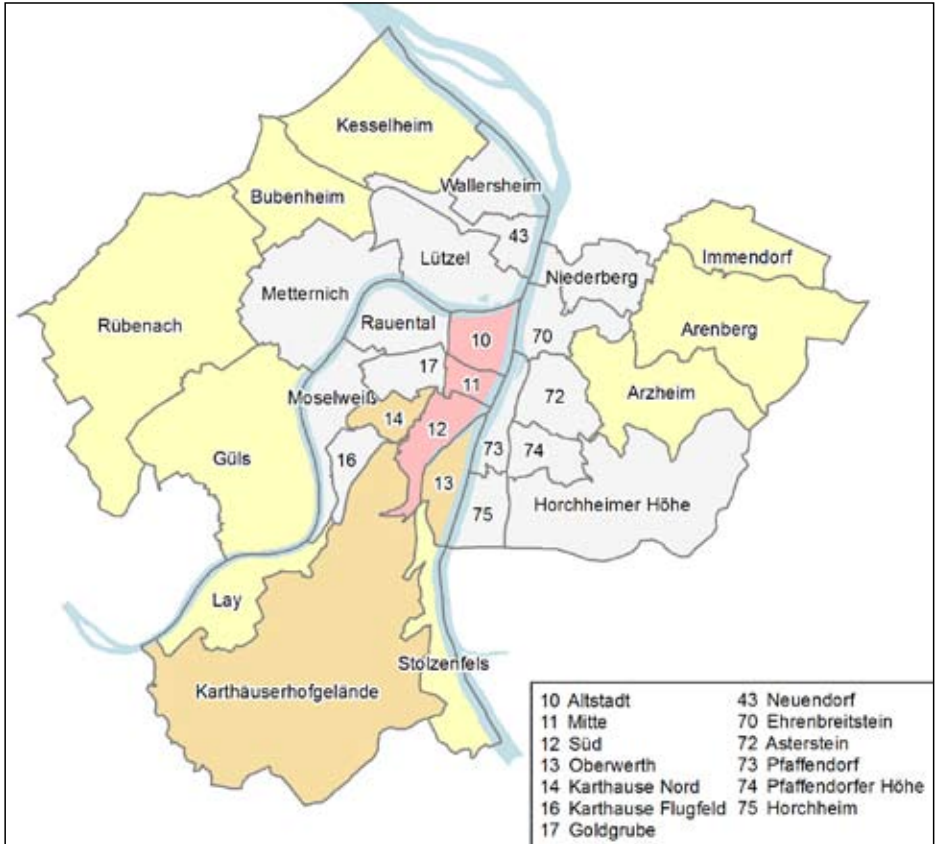 Kesselheim
Wallersheim
Bubenheim
43
Immendorf
Lützel
Niederberg
Metternich
Rübenach
Rauental
10
70
Arenberg
17
11
Moselweiß
72
Arzheim
14
12
Güls
16
73
74
13
Horchheimer Höhe
75
Lay
Stolzenfels
Karthäuserhofgelände
10 Altstadt
11 Mitte
12 Süd
13 Oberwerth
14 Karthause Nord
16 Karthause Flugfeld
17 Goldgrube
43 Neuendorf
70 Ehrenbreitstein
72 Asterstein
73 Pfaffendorf
74 Pfaffendorfer Höhe
75 Horchheim